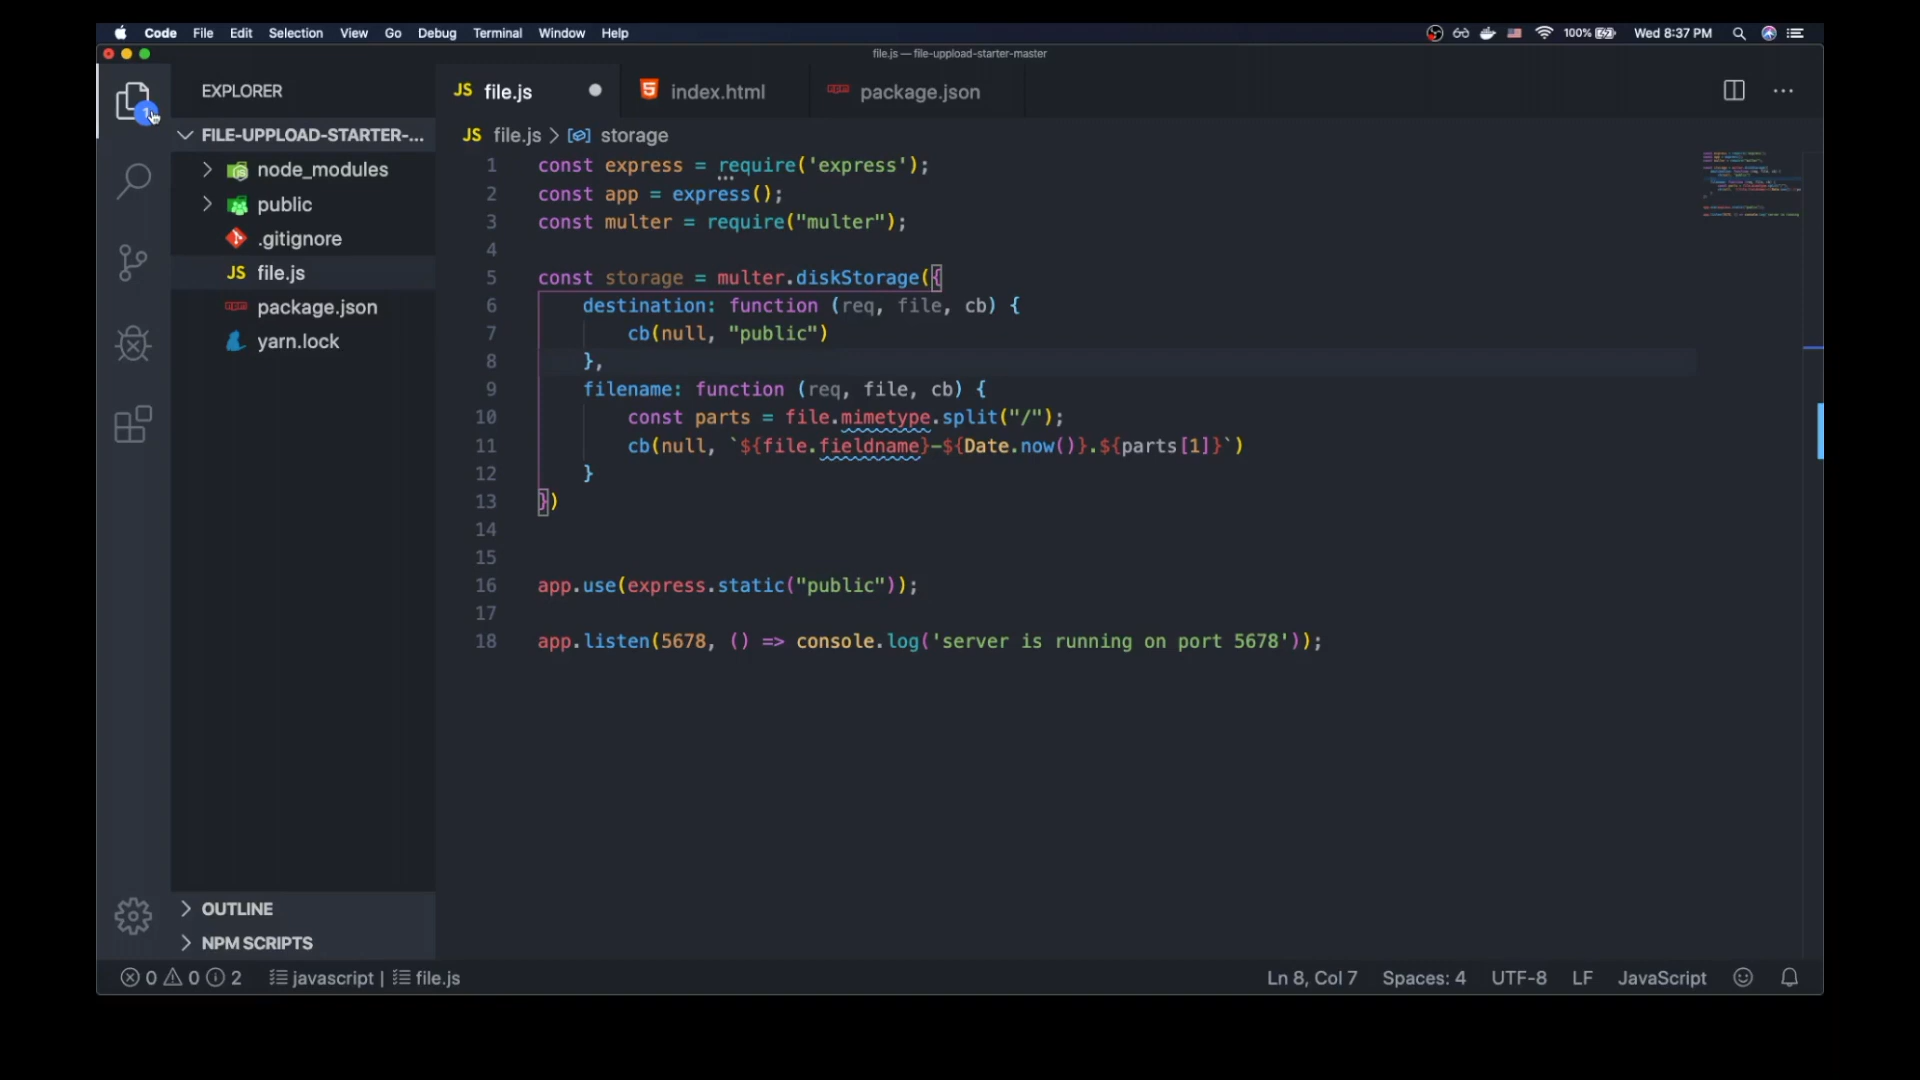 Code File Edit Selection View Go Debug Terminal Window Help
100% Wed 8:37 PM
file.js — file-uppload-starter-master
EXPLORER
1
FILE-UPPLOAD-STARTER-...
node_modules
public
.gitignore
JS file.js
package.json
yarn.lock
OUTLINE
NPM SCRIPTS
JS file.js index.html package.json
JS file.js > storage
1 const express = require('express');
2 const app = express();
3 const multer = require("multer");
4
5 const storage = multer.diskStorage({
6 destination: function (req, file, cb) {
7 cb(null, "public")
8 },
9 filename: function (req, file, cb) {
10 const parts = file.mimetype.split("/");
11 cb(null, `${file.fieldname}-${Date.now()}.${parts[1]}`)
12 }
13 })
14
15
16 app.use(express.static("public"));
17
18 app.listen(5678, () => console.log('server is running on port 5678'));
0 0 2 javascript | file.js Ln 8, Col 7 Spaces: 4 UTF-8 LF JavaScript